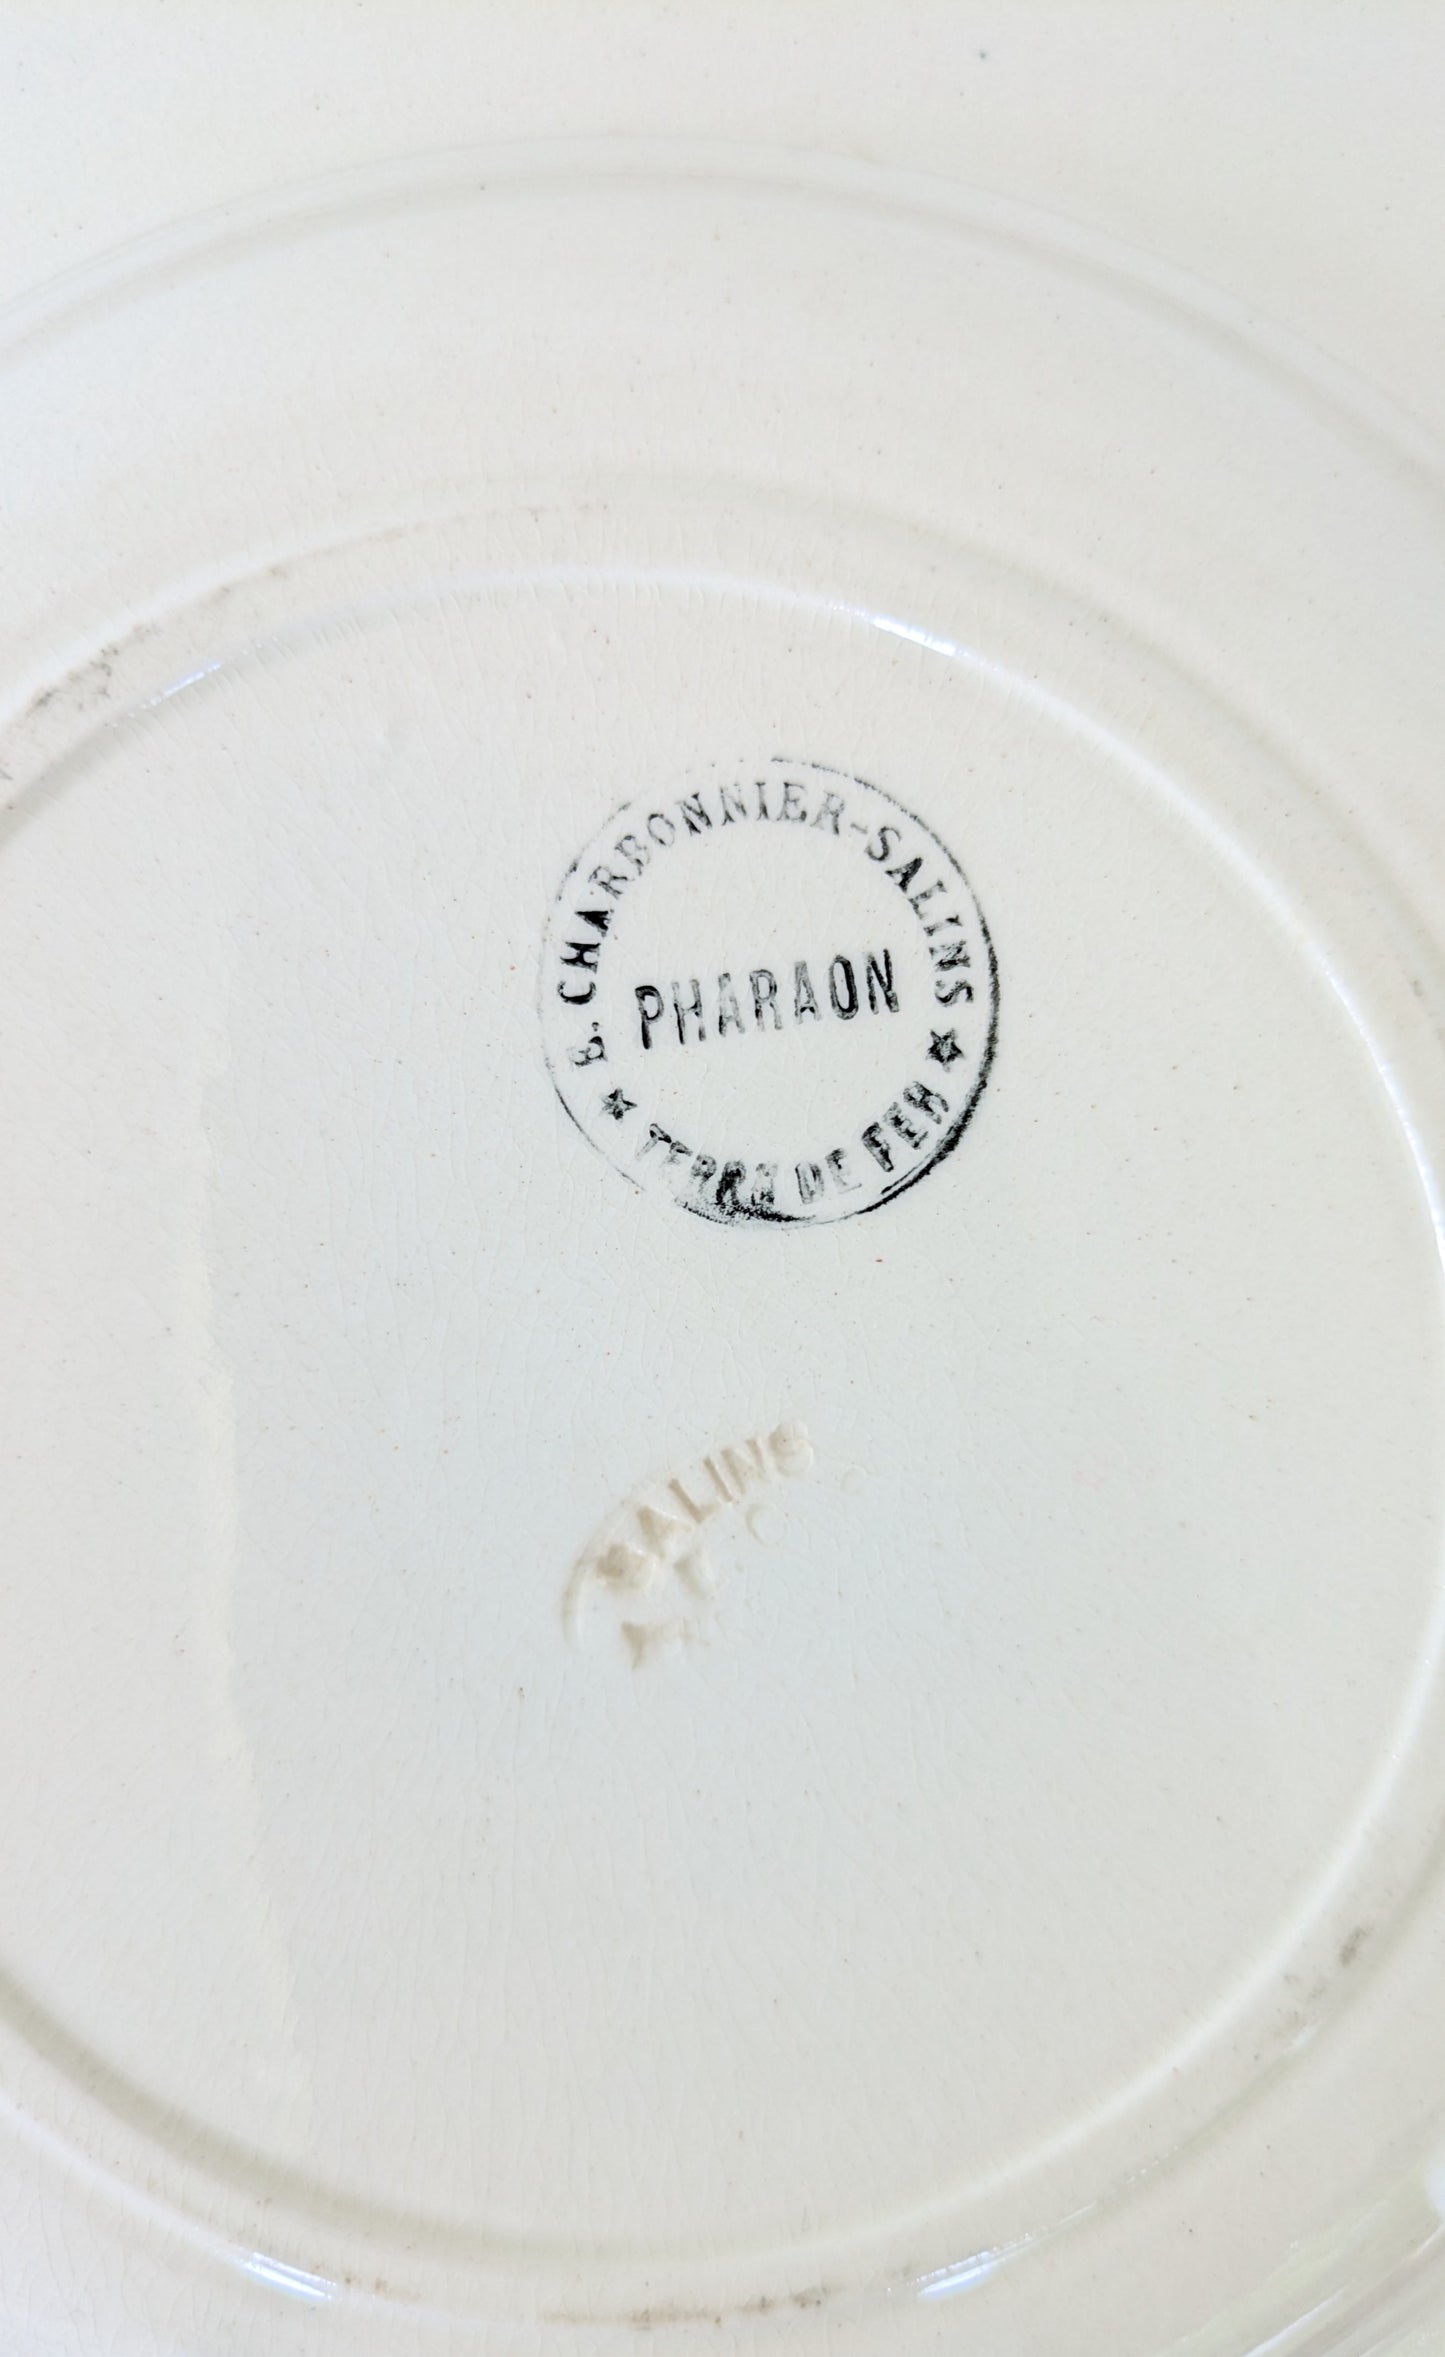 E. CHARBONNIER-SALINS
PHARAON
★ TERRE DE FER ★
SALINS